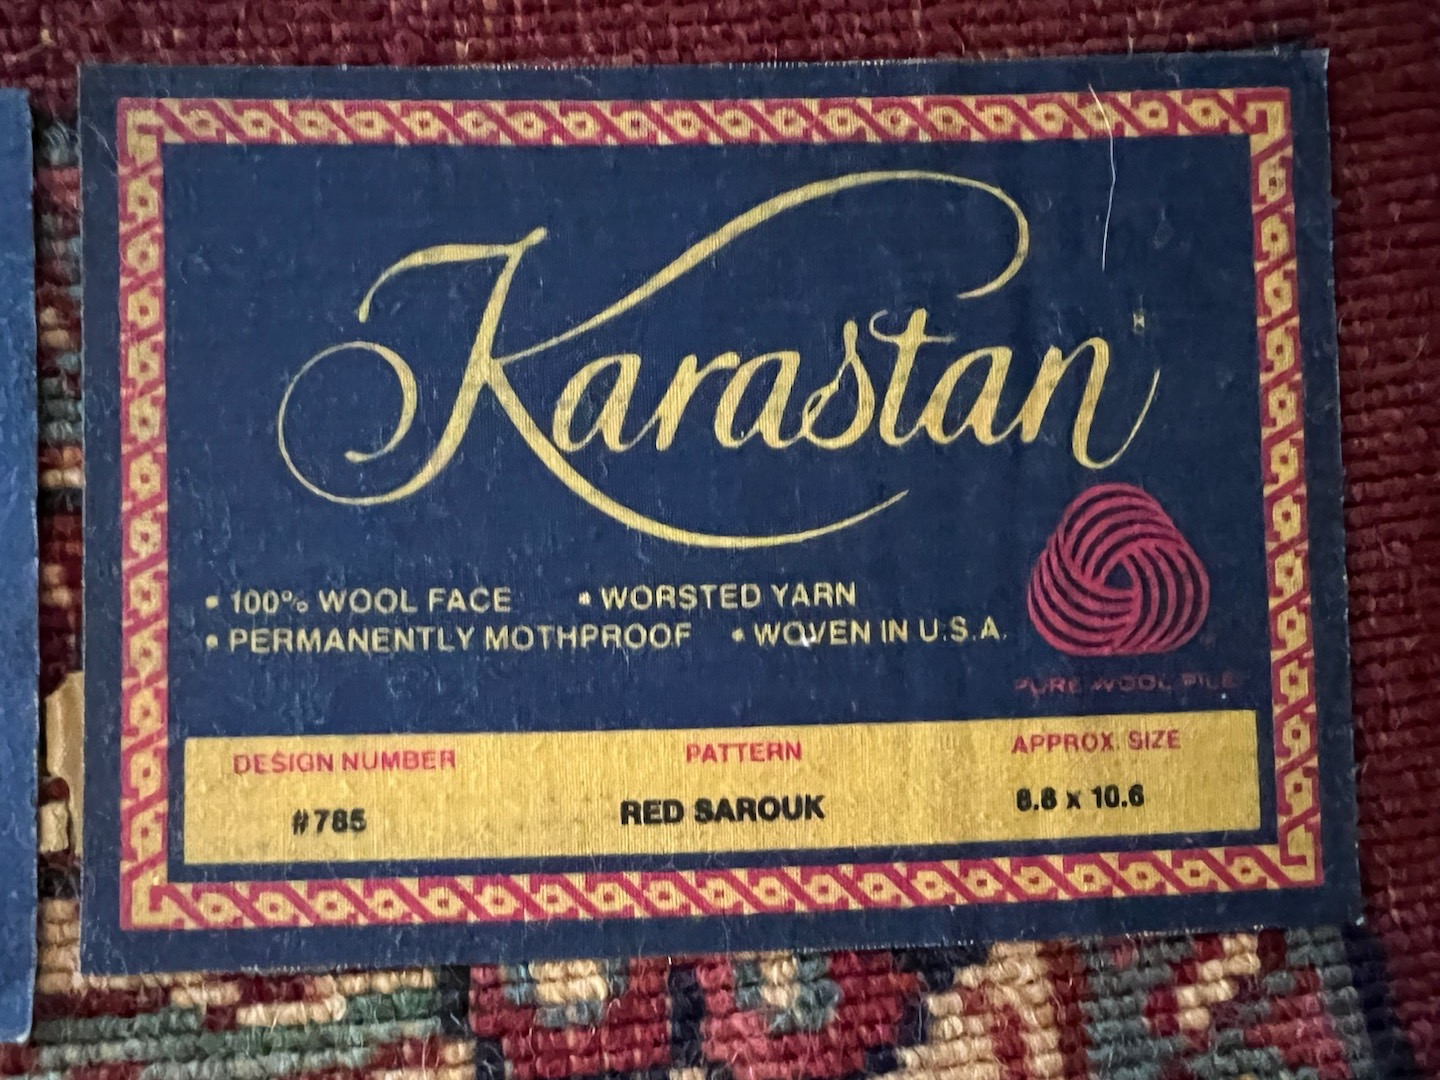 Karastan
• 100% WOOL FACE • WORSTED YARN
• PERMANENTLY MOTHPROOF • WOVEN IN U.S.A.
PURE WOOL PILE
DESIGN NUMBER PATTERN APPROX. SIZE
#785 RED SAROUK 8.8 x 10.6